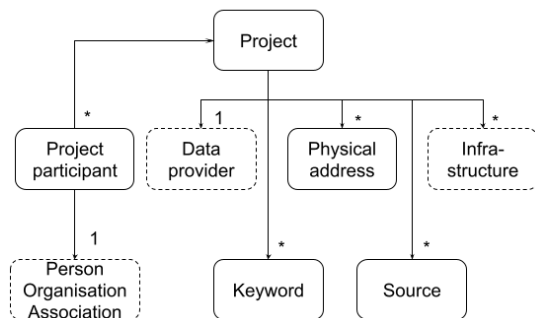 Project
*
1
*
*
Project
participant
Data
provider
Physical
address
Infra-
structure
1
*
*
Person
Organisation
Association
Keyword
Source